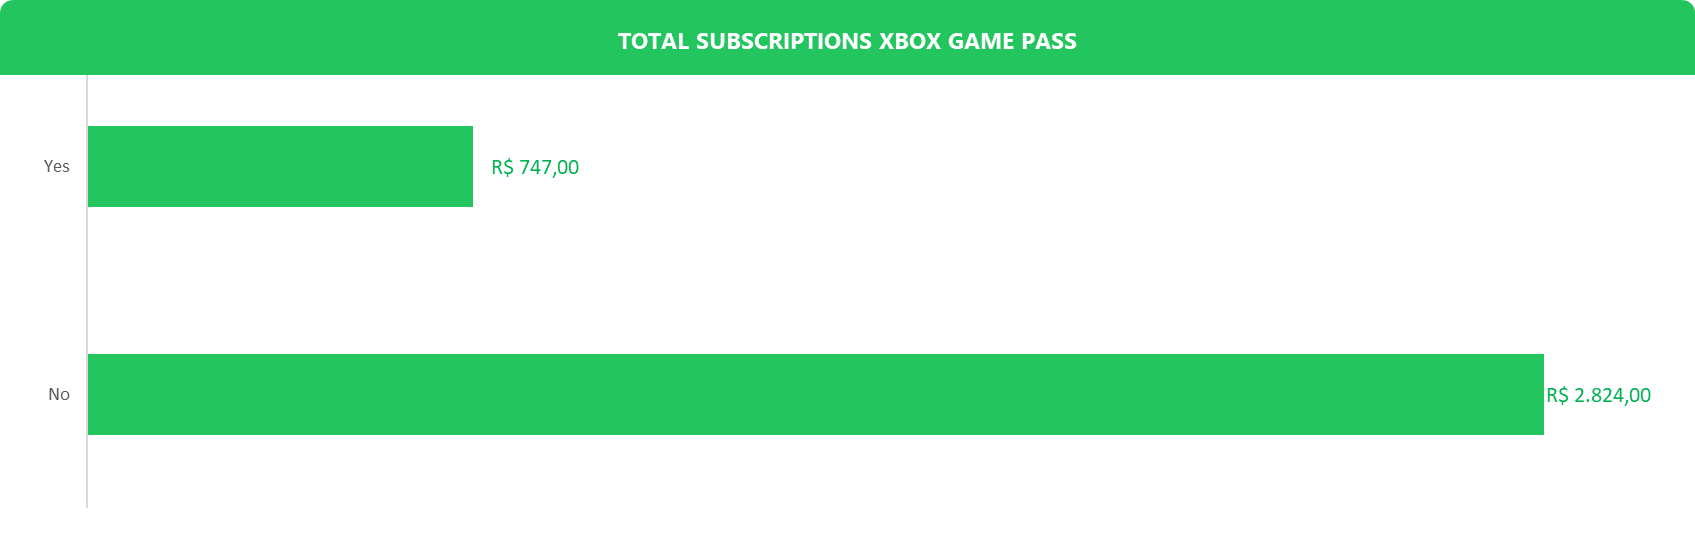 TOTAL SUBSCRIPTIONS XBOX GAME PASS
Yes
R$ 747,00
No
R$ 2.824,00